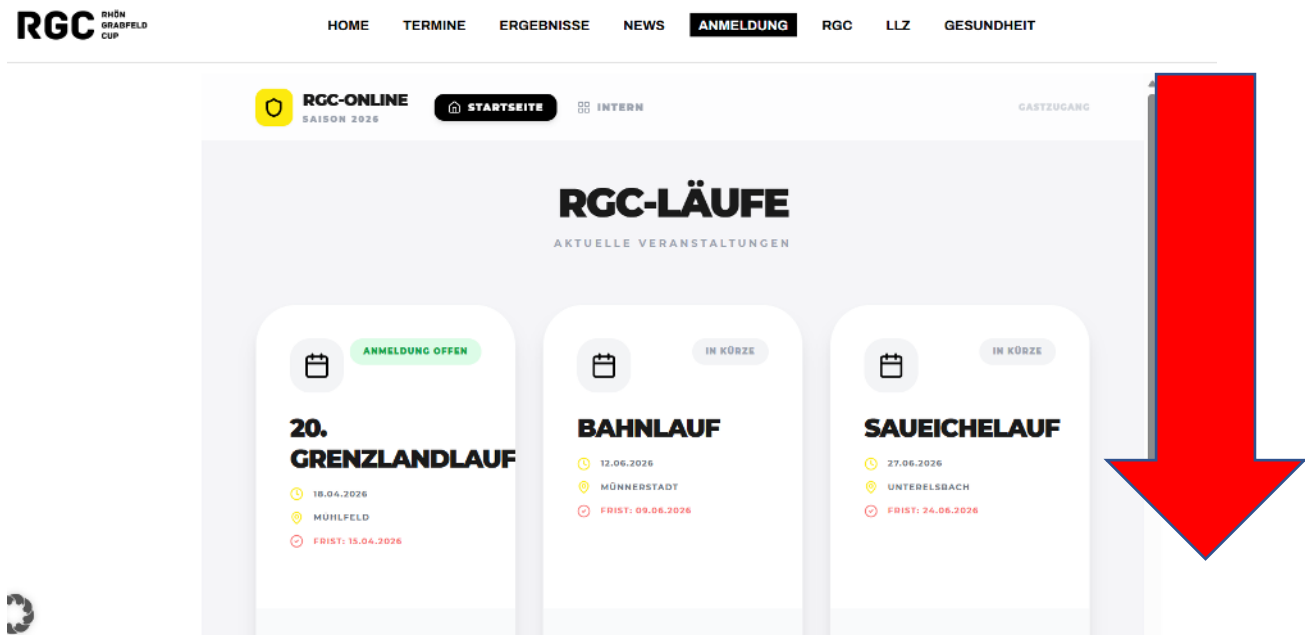 RGC RHÖN
GRABFELD
CUP
HOME TERMINE ERGEBNISSE NEWS ANMELDUNG RGC LLZ GESUNDHEIT
RGC-ONLINE
SAISON 2026
STARTSEITE
INTERN
GASTZUGANG
RGC-LÄUFE
AKTUELLE VERANSTALTUNGEN
ANMELDUNG OFFEN
20.
GRENZLANDLAUF
18.04.2026
MÜHLFELD
FRIST: 15.04.2026
IN KÜRZE
BAHNLAUF
12.06.2026
MÜNNERSTADT
FRIST: 09.06.2026
IN KÜRZE
SAUEICHELAUF
27.06.2026
UNTERELSBACH
FRIST: 24.06.2026